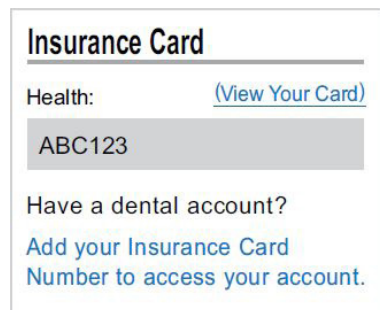 Insurance Card
Health: (View Your Card)
ABC123
Have a dental account?
Add your Insurance Card
Number to access your account.